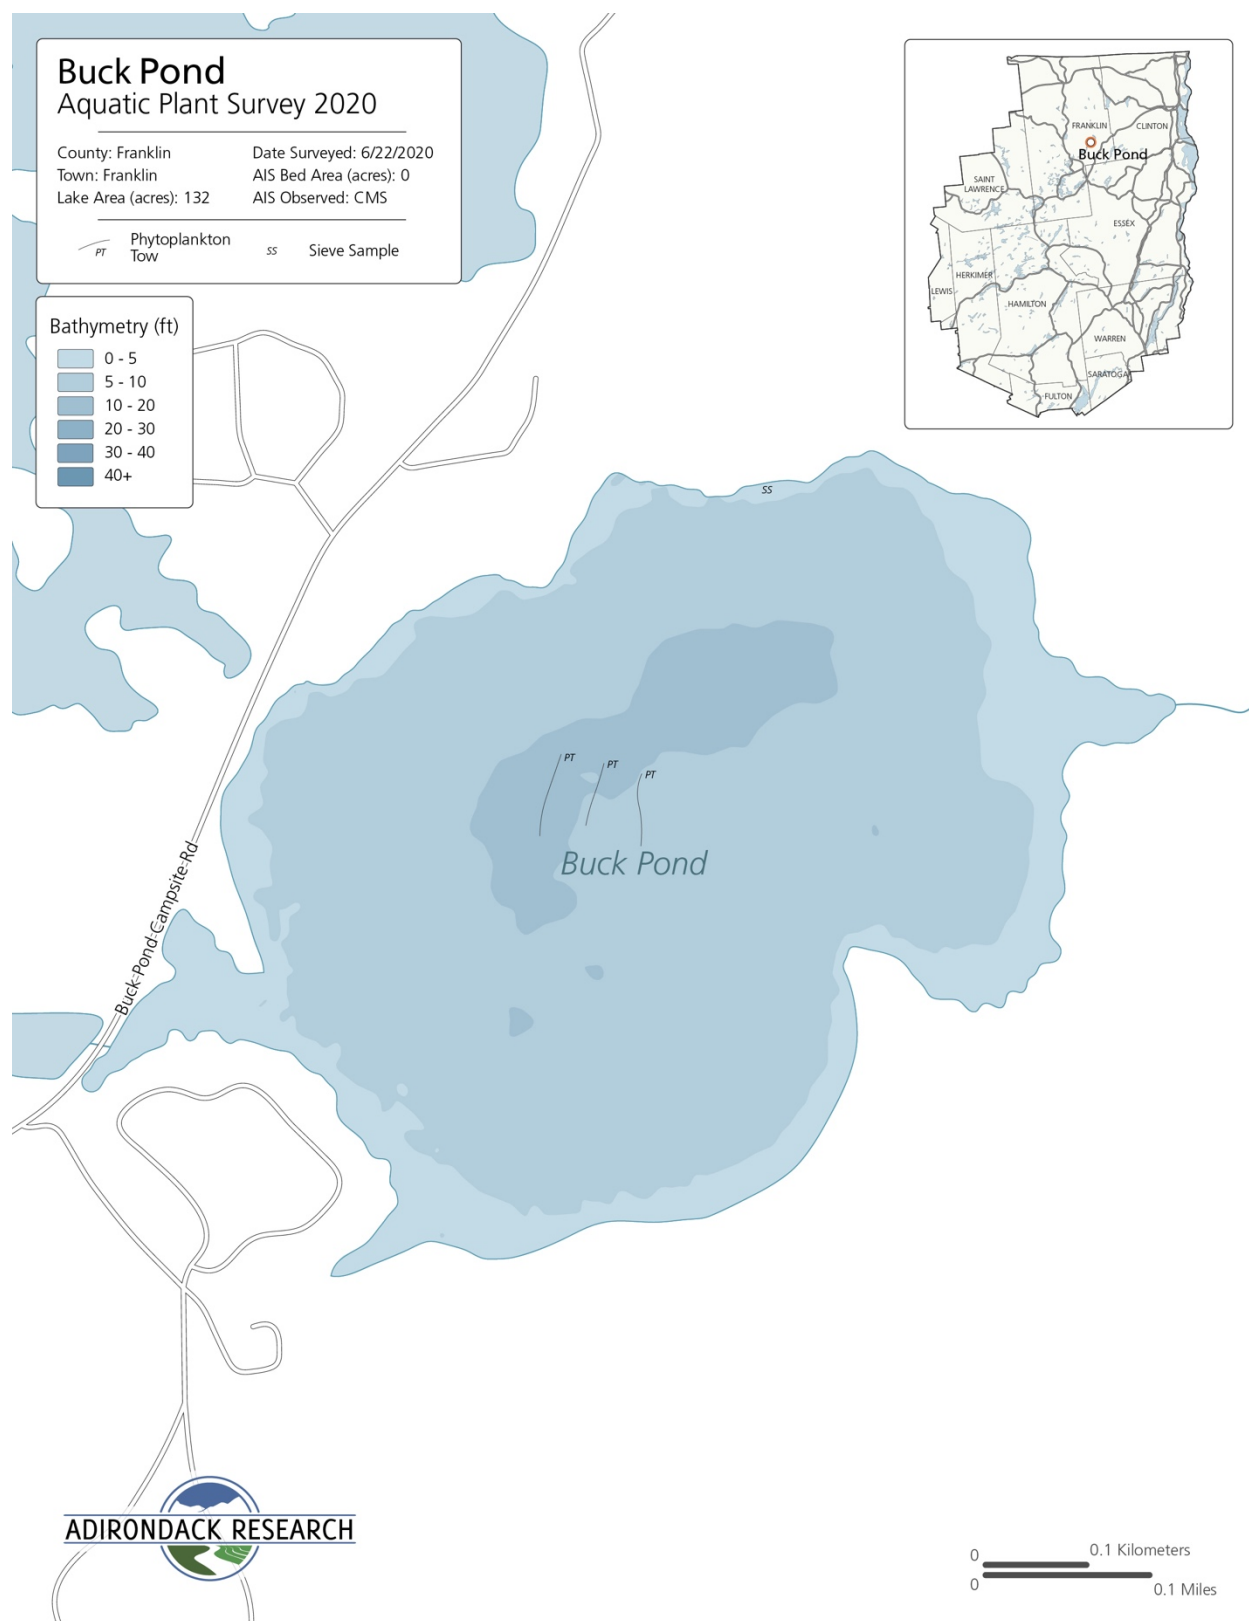 Buck Pond
Aquatic Plant Survey 2020
County: Franklin
Date Surveyed: 6/22/2020
Town: Franklin
AIS Bed Area (acres): 0
Lake Area (acres): 132
AIS Observed: CMS
PT
Phytoplankton
Tow
SS
Sieve Sample
Bathymetry (ft)
0 - 5
5 - 10
10 - 20
20 - 30
30 - 40
40+
FRANKLIN
CLINTON
Buck Pond
SAINT
LAWRENCE
ESSEX
HERKIMER
LEWIS
HAMILTON
WARREN
SARATOGA
FULTON
SS
PT
PT
PT
Buck Pond
Buck-Pond-Campsite-Rd
ADIRONDACK RESEARCH
0
0.1 Kilometers
0
0.1 Miles